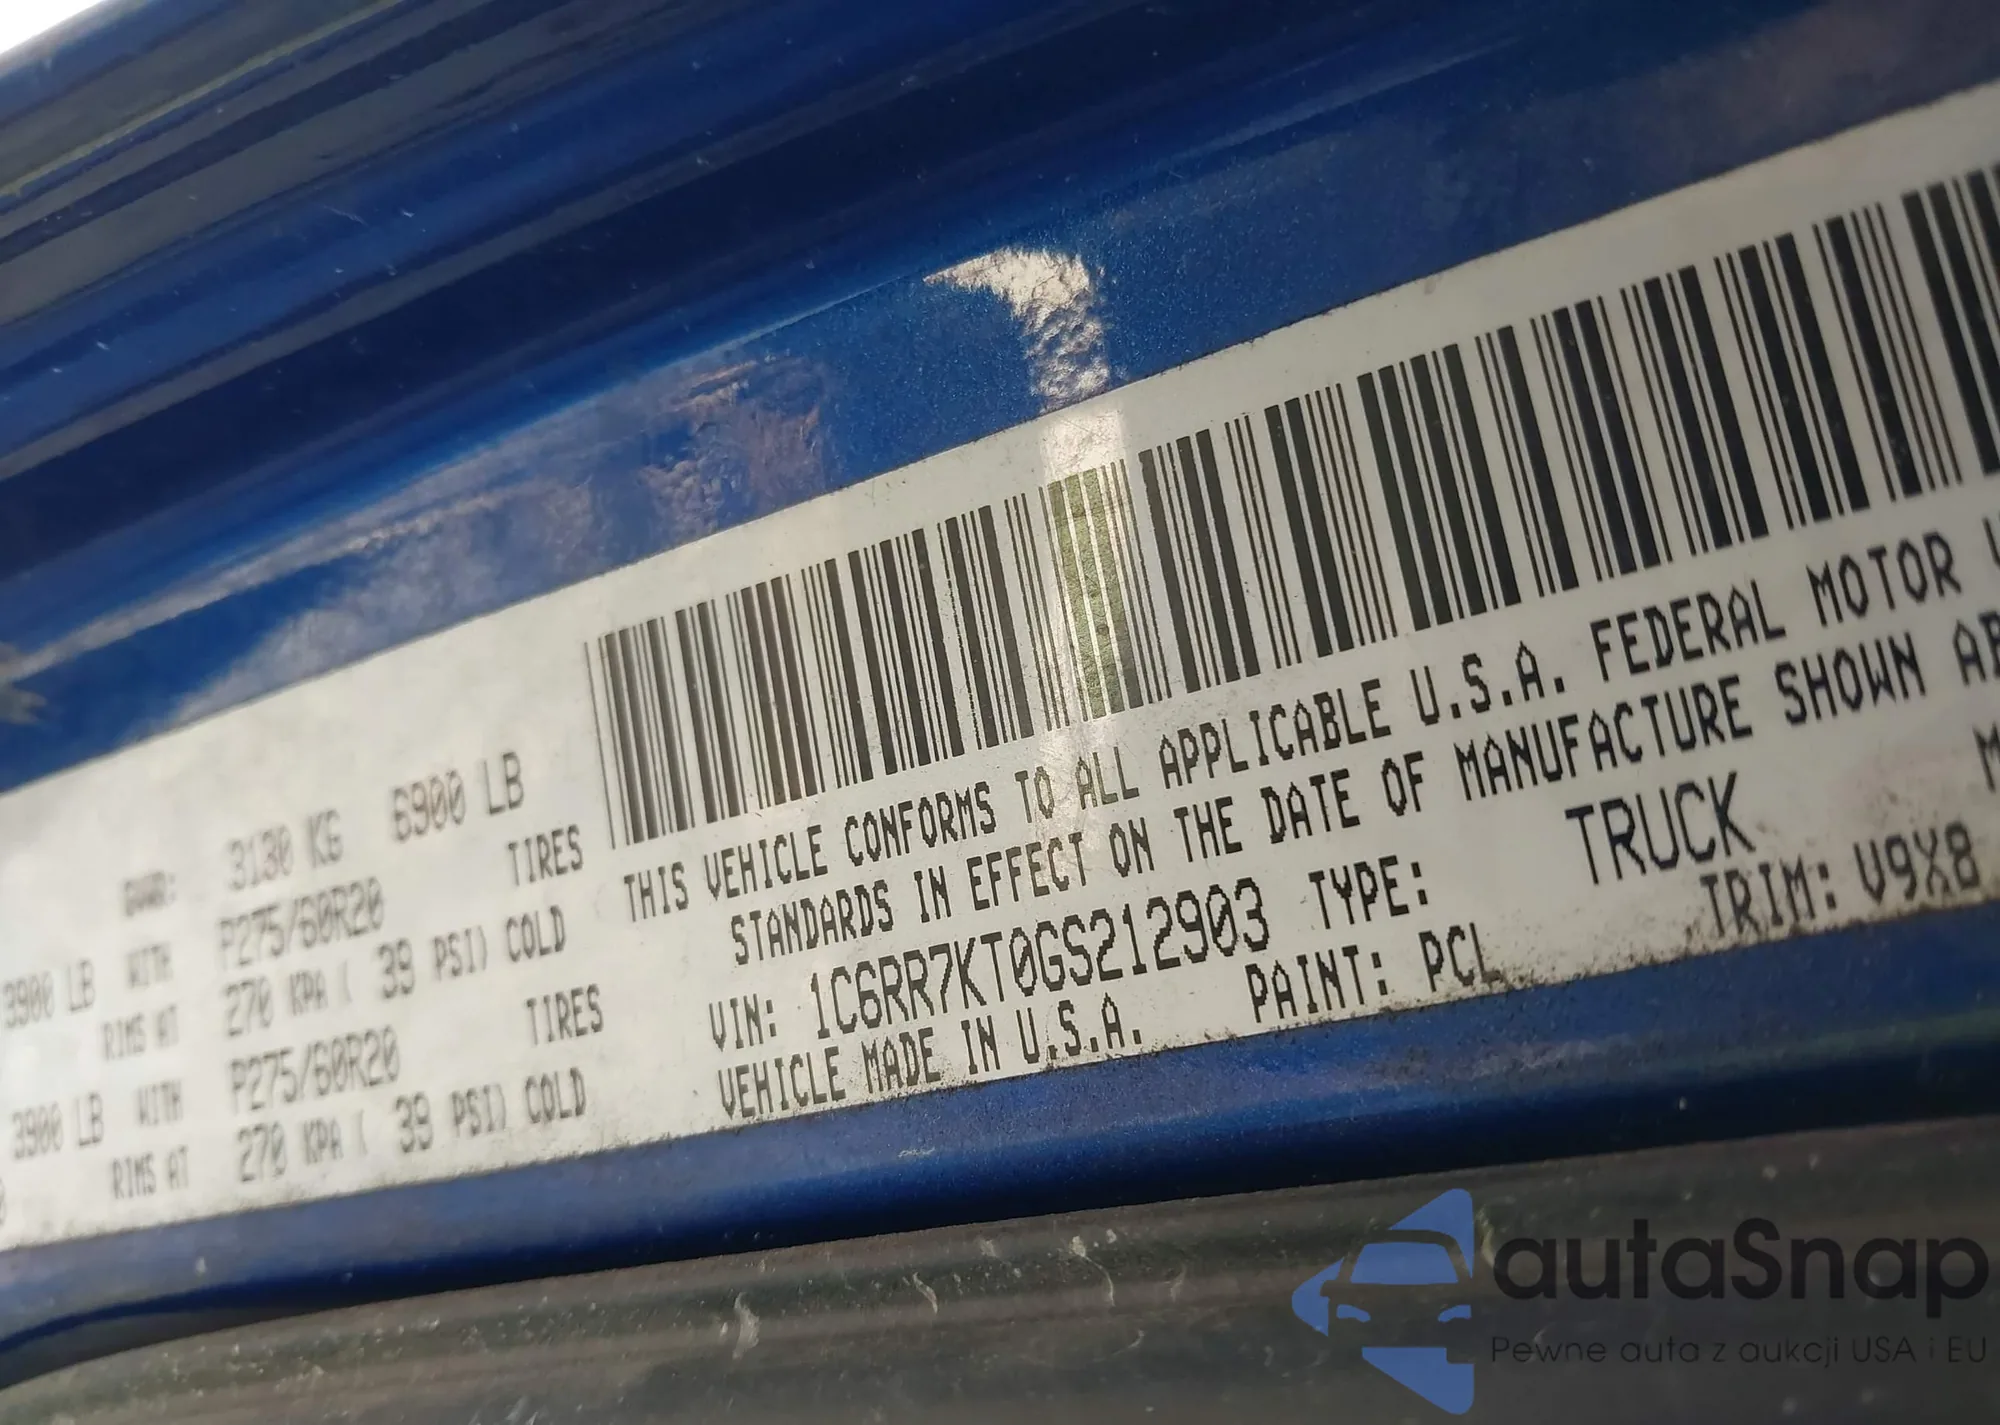 GVWR: 3130 KG 6900 LB
3900 LB WITH P275/60R20 TIRES
RIMS AT 270 KPA ( 39 PSI) COLD
3900 LB WITH P275/60R20 TIRES
RIMS AT 270 KPA ( 39 PSI) COLD
THIS VEHICLE CONFORMS TO ALL APPLICABLE U.S.A. FEDERAL MOTOR
STANDARDS IN EFFECT ON THE DATE OF MANUFACTURE SHOWN
VIN: 1C6RR7KT0GS212903 TYPE: TRUCK
VEHICLE MADE IN U.S.A. PAINT: PCL TRIM: V9X8
autaSnap
Pewne auta z aukcji USA i EU